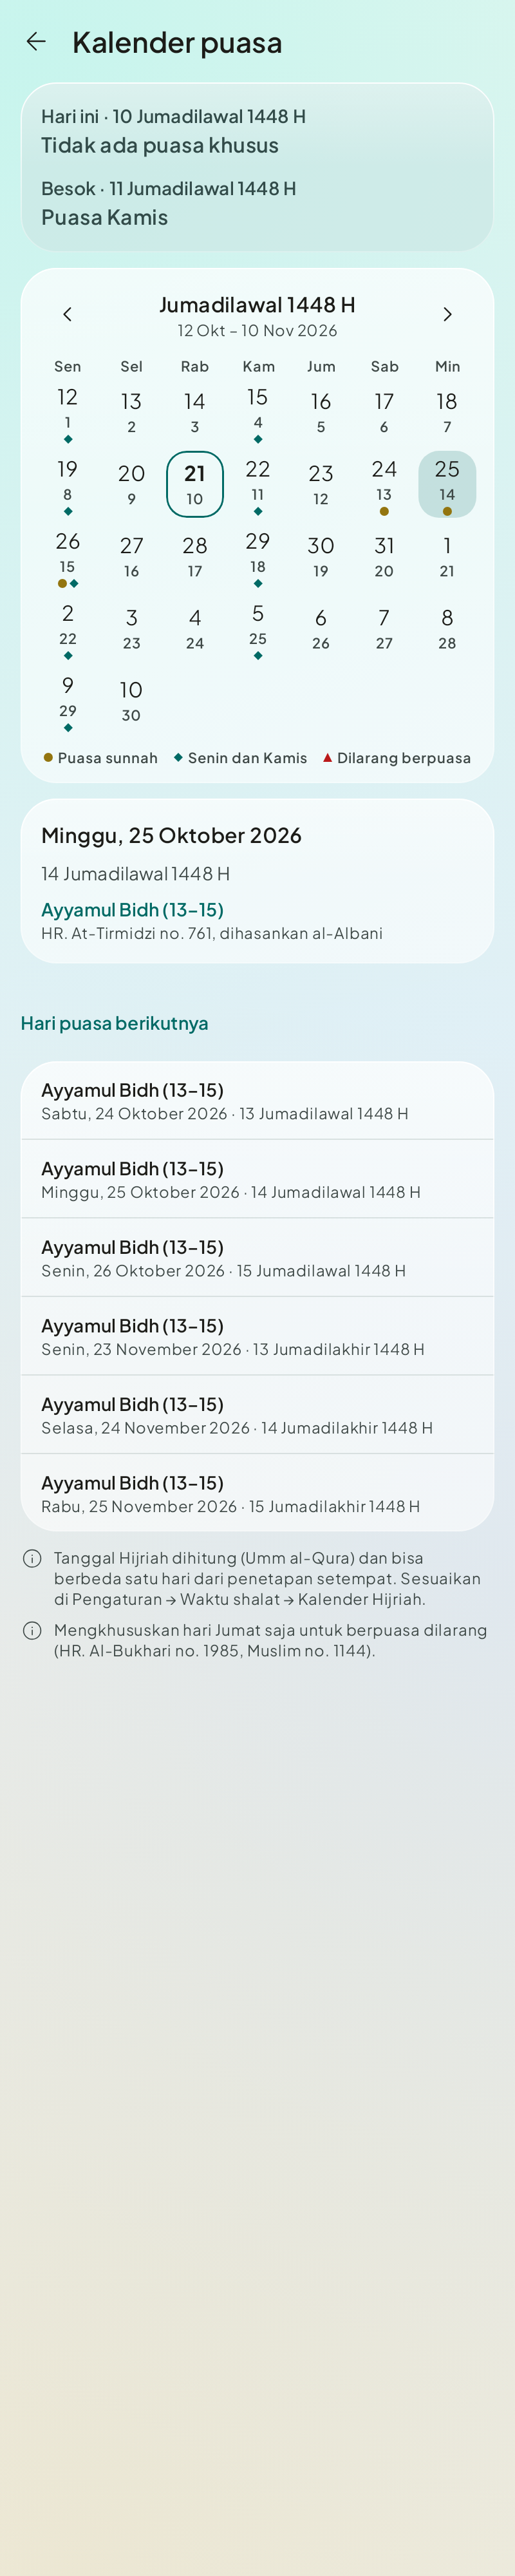 Kalender puasa
Hari ini · 10 Jumadilawal 1448 H
Tidak ada puasa khusus
Besok · 11 Jumadilawal 1448 H
Puasa Kamis
Jumadilawal 1448 H
12 Okt – 10 Nov 2026
Sen Sel Rab Kam Jum Sab Min
12 13 14 15 16 17 18
1 2 3 4 5 6 7
19 20 21 22 23 24 25
8 9 10 11 12 13 14
26 27 28 29 30 31 1
15 16 17 18 19 20 21
2 3 4 5 6 7 8
22 23 24 25 26 27 28
9 10
29 30
Puasa sunnah Senin dan Kamis Dilarang berpuasa
Minggu, 25 Oktober 2026
14 Jumadilawal 1448 H
Ayyamul Bidh (13–15)
HR. At-Tirmidzi no. 761, dihasankan al-Albani
Hari puasa berikutnya
Ayyamul Bidh (13–15)
Sabtu, 24 Oktober 2026 · 13 Jumadilawal 1448 H
Ayyamul Bidh (13–15)
Minggu, 25 Oktober 2026 · 14 Jumadilawal 1448 H
Ayyamul Bidh (13–15)
Senin, 26 Oktober 2026 · 15 Jumadilawal 1448 H
Ayyamul Bidh (13–15)
Senin, 23 November 2026 · 13 Jumadilakhir 1448 H
Ayyamul Bidh (13–15)
Selasa, 24 November 2026 · 14 Jumadilakhir 1448 H
Ayyamul Bidh (13–15)
Rabu, 25 November 2026 · 15 Jumadilakhir 1448 H
Tanggal Hijriah dihitung (Umm al-Qura) dan bisa
berbeda satu hari dari penetapan setempat. Sesuaikan
di Pengaturan → Waktu shalat → Kalender Hijriah.
Mengkhususkan hari Jumat saja untuk berpuasa dilarang
(HR. Al-Bukhari no. 1985, Muslim no. 1144).